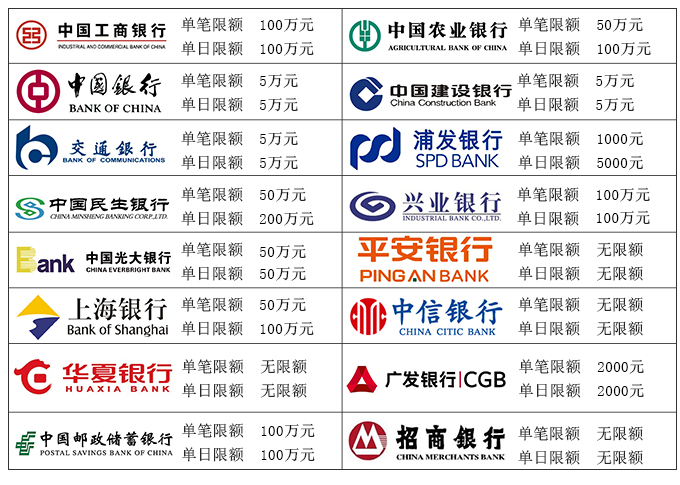 中国工商银行
INDUSTRIAL AND COMMERCIAL BANK OF CHINA
单笔限额 100万元
单日限额 100万元
中国农业银行
AGRICULTURAL BANK OF CHINA
单笔限额 50万元
单日限额 100万元
中国銀行
BANK OF CHINA
单笔限额 5万元
单日限额 5万元
中国建设银行
China Construction Bank
单笔限额 5万元
单日限额 5万元
交通銀行
BANK OF COMMUNICATIONS
单笔限额 5万元
单日限额 5万元
浦发银行
SPD BANK
单笔限额 1000元
单日限额 5000元
中国民生银行
CHINA MINSHENG BANKING CORP.,LTD.
单笔限额 50万元
单日限额 200万元
兴业银行
INDUSTRIAL BANK CO.,LTD.
单笔限额 100万元
单日限额 100万元
Bank
中国光大银行
CHINA EVERBRIGHT BANK
单笔限额 50万元
单日限额 50万元
平安银行
PING AN BANK
单笔限额 无限额
单日限额 无限额
上海银行
Bank of Shanghai
单笔限额 50万元
单日限额 100万元
中信银行
CHINA CITIC BANK
单笔限额 无限额
单日限额 无限额
华夏银行
HUAXIA BANK
单笔限额 无限额
单日限额 无限额
广发银行|CGB
单笔限额 2000元
单日限额 2000元
中国邮政储蓄银行
POSTAL SAVINGS BANK OF CHINA
单笔限额 100万元
单日限额 100万元
招商银行
CHINA MERCHANTS BANK
单笔限额 无限额
单日限额 无限额